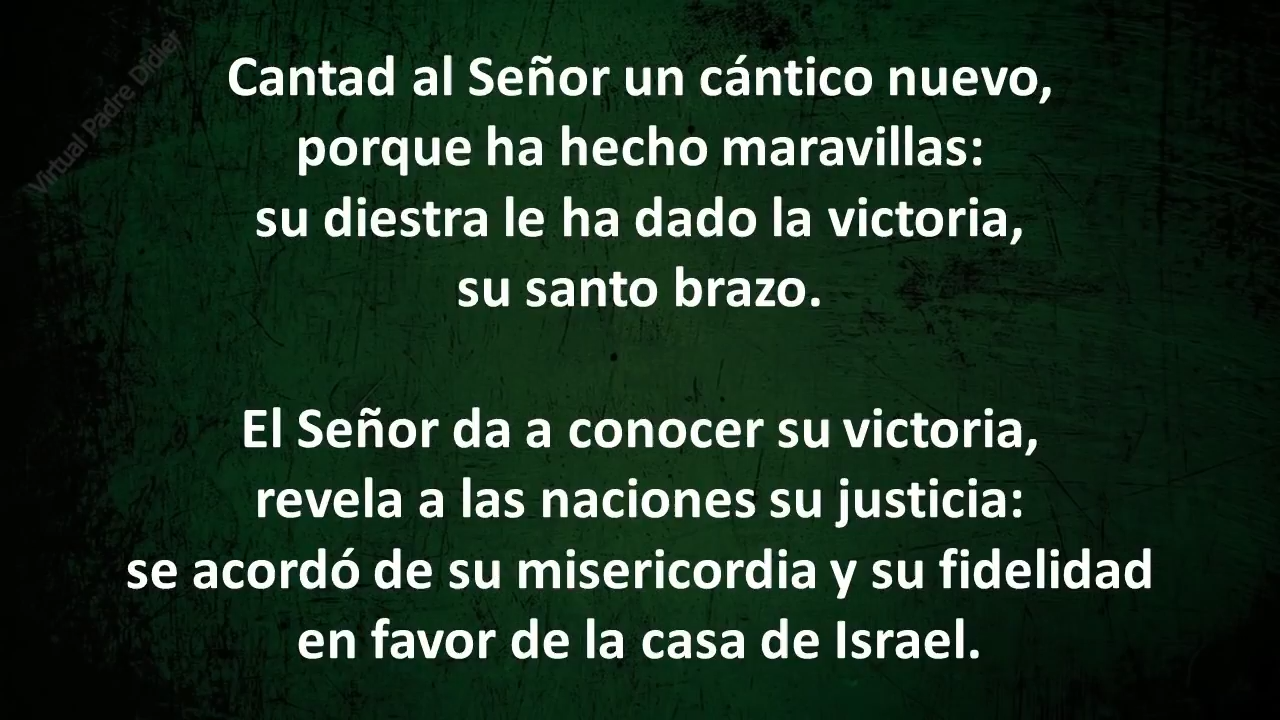 Virtual Padre Didier
Cantad al Señor un cántico nuevo,
porque ha hecho maravillas:
su diestra le ha dado la victoria,
su santo brazo.
El Señor da a conocer su victoria,
revela a las naciones su justicia:
se acordó de su misericordia y su fidelidad
en favor de la casa de Israel.